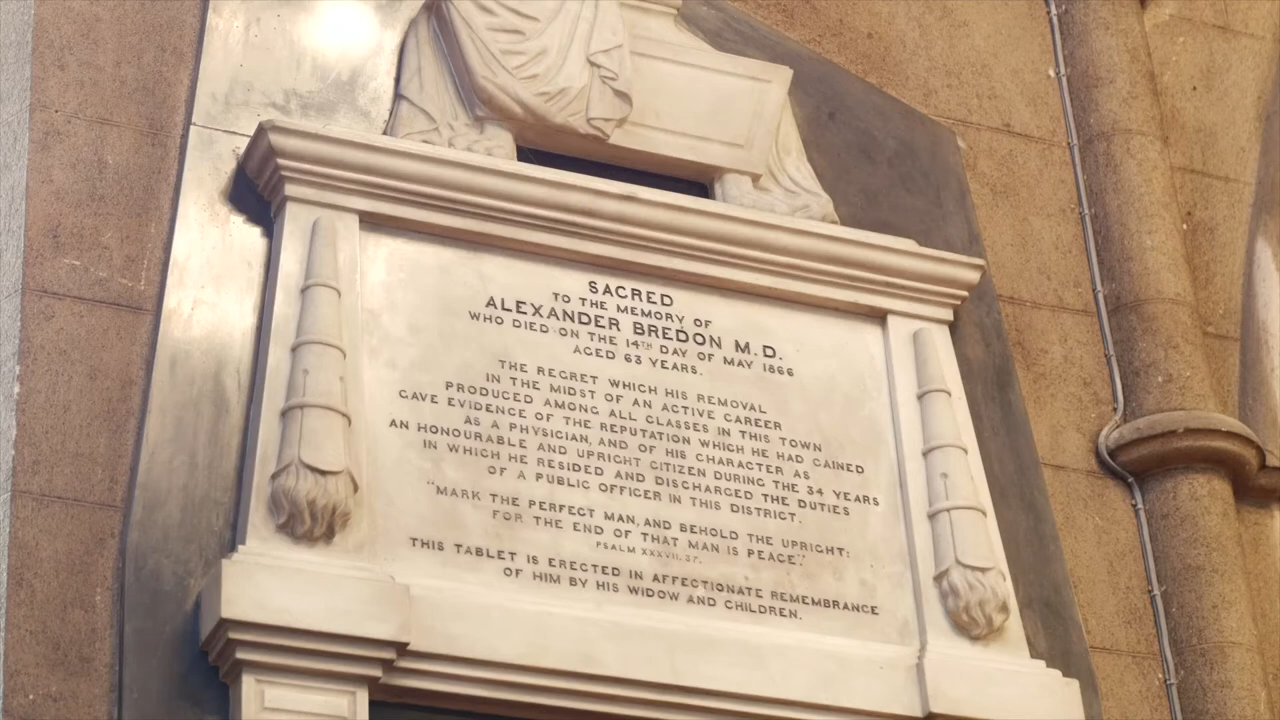 SACRED
TO THE MEMORY OF
ALEXANDER BREDON M.D.
WHO DIED ON THE 14TH DAY OF MAY 1866
AGED 63 YEARS.
THE REGRET WHICH HIS REMOVAL
IN THE MIDST OF AN ACTIVE CAREER
PRODUCED AMONG ALL CLASSES IN THIS TOWN
GAVE EVIDENCE OF THE REPUTATION WHICH HE HAD GAINED
AS A PHYSICIAN, AND OF HIS CHARACTER AS
AN HONOURABLE AND UPRIGHT CITIZEN DURING THE 34 YEARS
IN WHICH HE RESIDED AND DISCHARGED THE DUTIES
OF A PUBLIC OFFICER IN THIS DISTRICT.
"MARK THE PERFECT MAN, AND BEHOLD THE UPRIGHT:
FOR THE END OF THAT MAN IS PEACE."
PSALM XXXVII. 37.
THIS TABLET IS ERECTED IN AFFECTIONATE REMEMBRANCE
OF HIM BY HIS WIDOW AND CHILDREN.